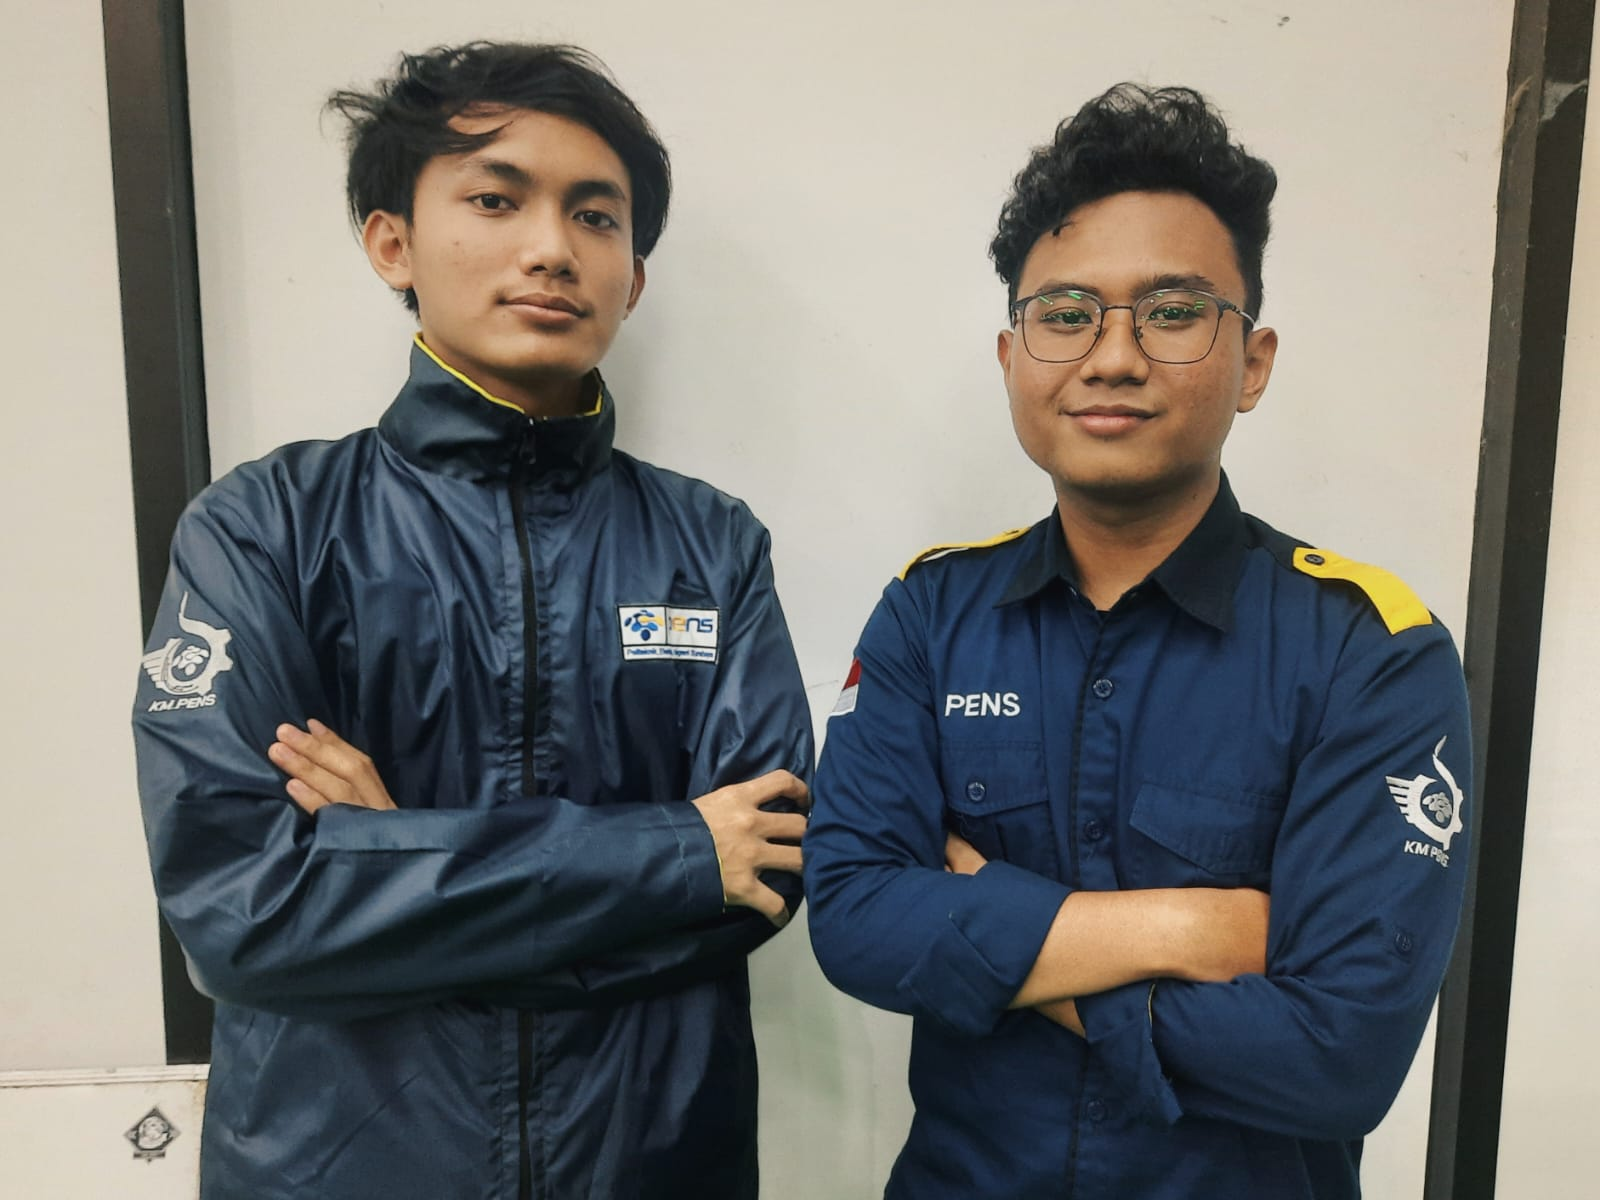 pens
Politeknik Elektronika Negeri Surabaya
KM.PENS
PENS
KM PENS